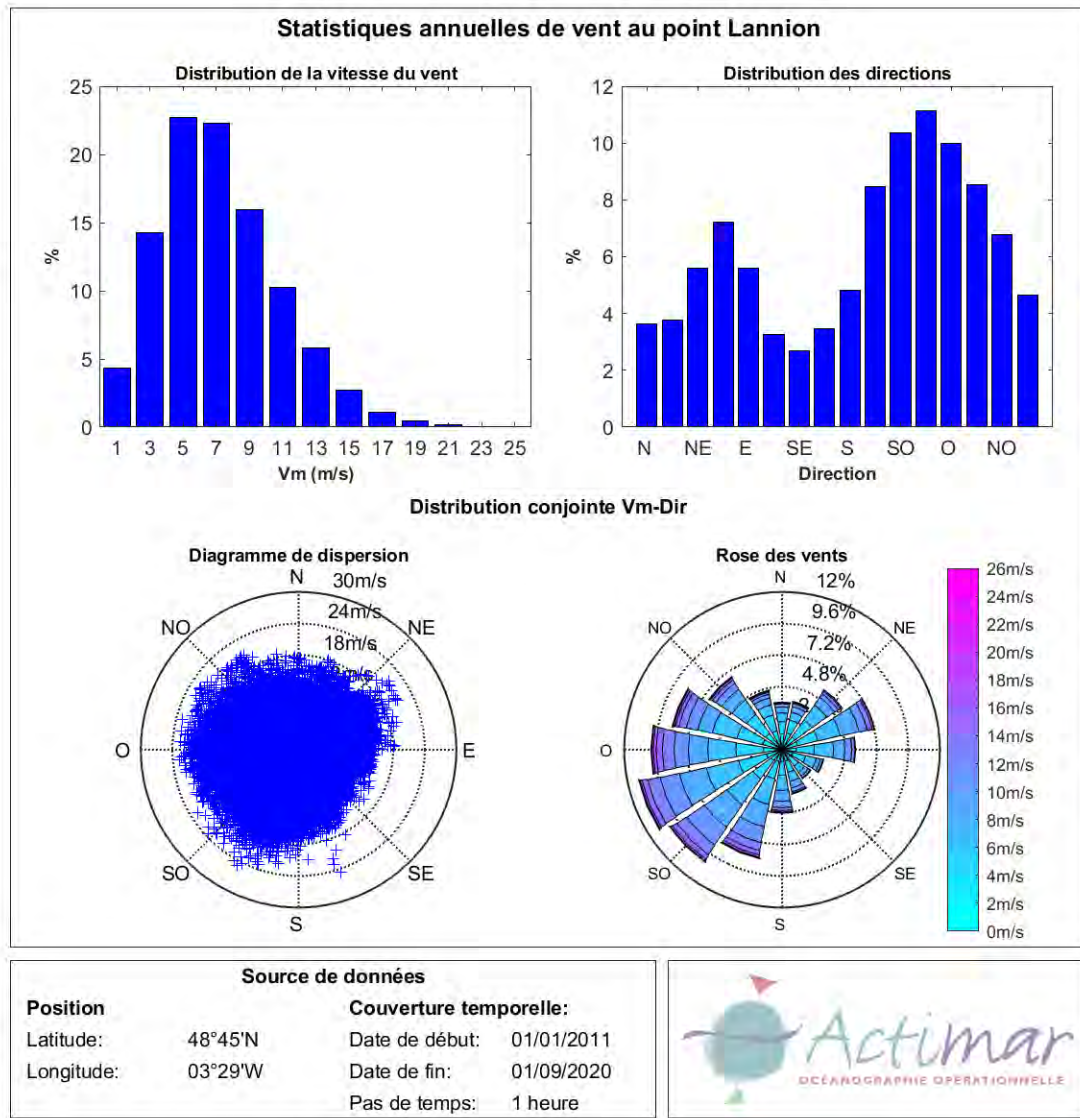 Statistiques annuelles de vent au point Lannion
Distribution de la vitesse du vent
25
20
15
10
5
0
%
1 3 5 7 9 11 13 15 17 19 21 23 25
Vm (m/s)
Distribution des directions
12
10
8
6
4
2
0
%
N NE E SE S SO O NO
Direction
Distribution conjointe Vm-Dir
Diagramme de dispersion
N
30m/s
24m/s
18m/s
NO
NE
O
E
SO
SE
S
Rose des vents
N
12%
9.6%
7.2%
4.8%
NO
NE
O
E
SO
SE
S
26m/s
24m/s
22m/s
20m/s
18m/s
16m/s
14m/s
12m/s
10m/s
8m/s
6m/s
4m/s
2m/s
0m/s
Source de données
Position Couverture temporelle:
Latitude: 48°45'N Date de début: 01/01/2011
Longitude: 03°29'W Date de fin: 01/09/2020
Pas de temps: 1 heure
Actimar
OCÉANOGRAPHIE OPÉRATIONNELLE